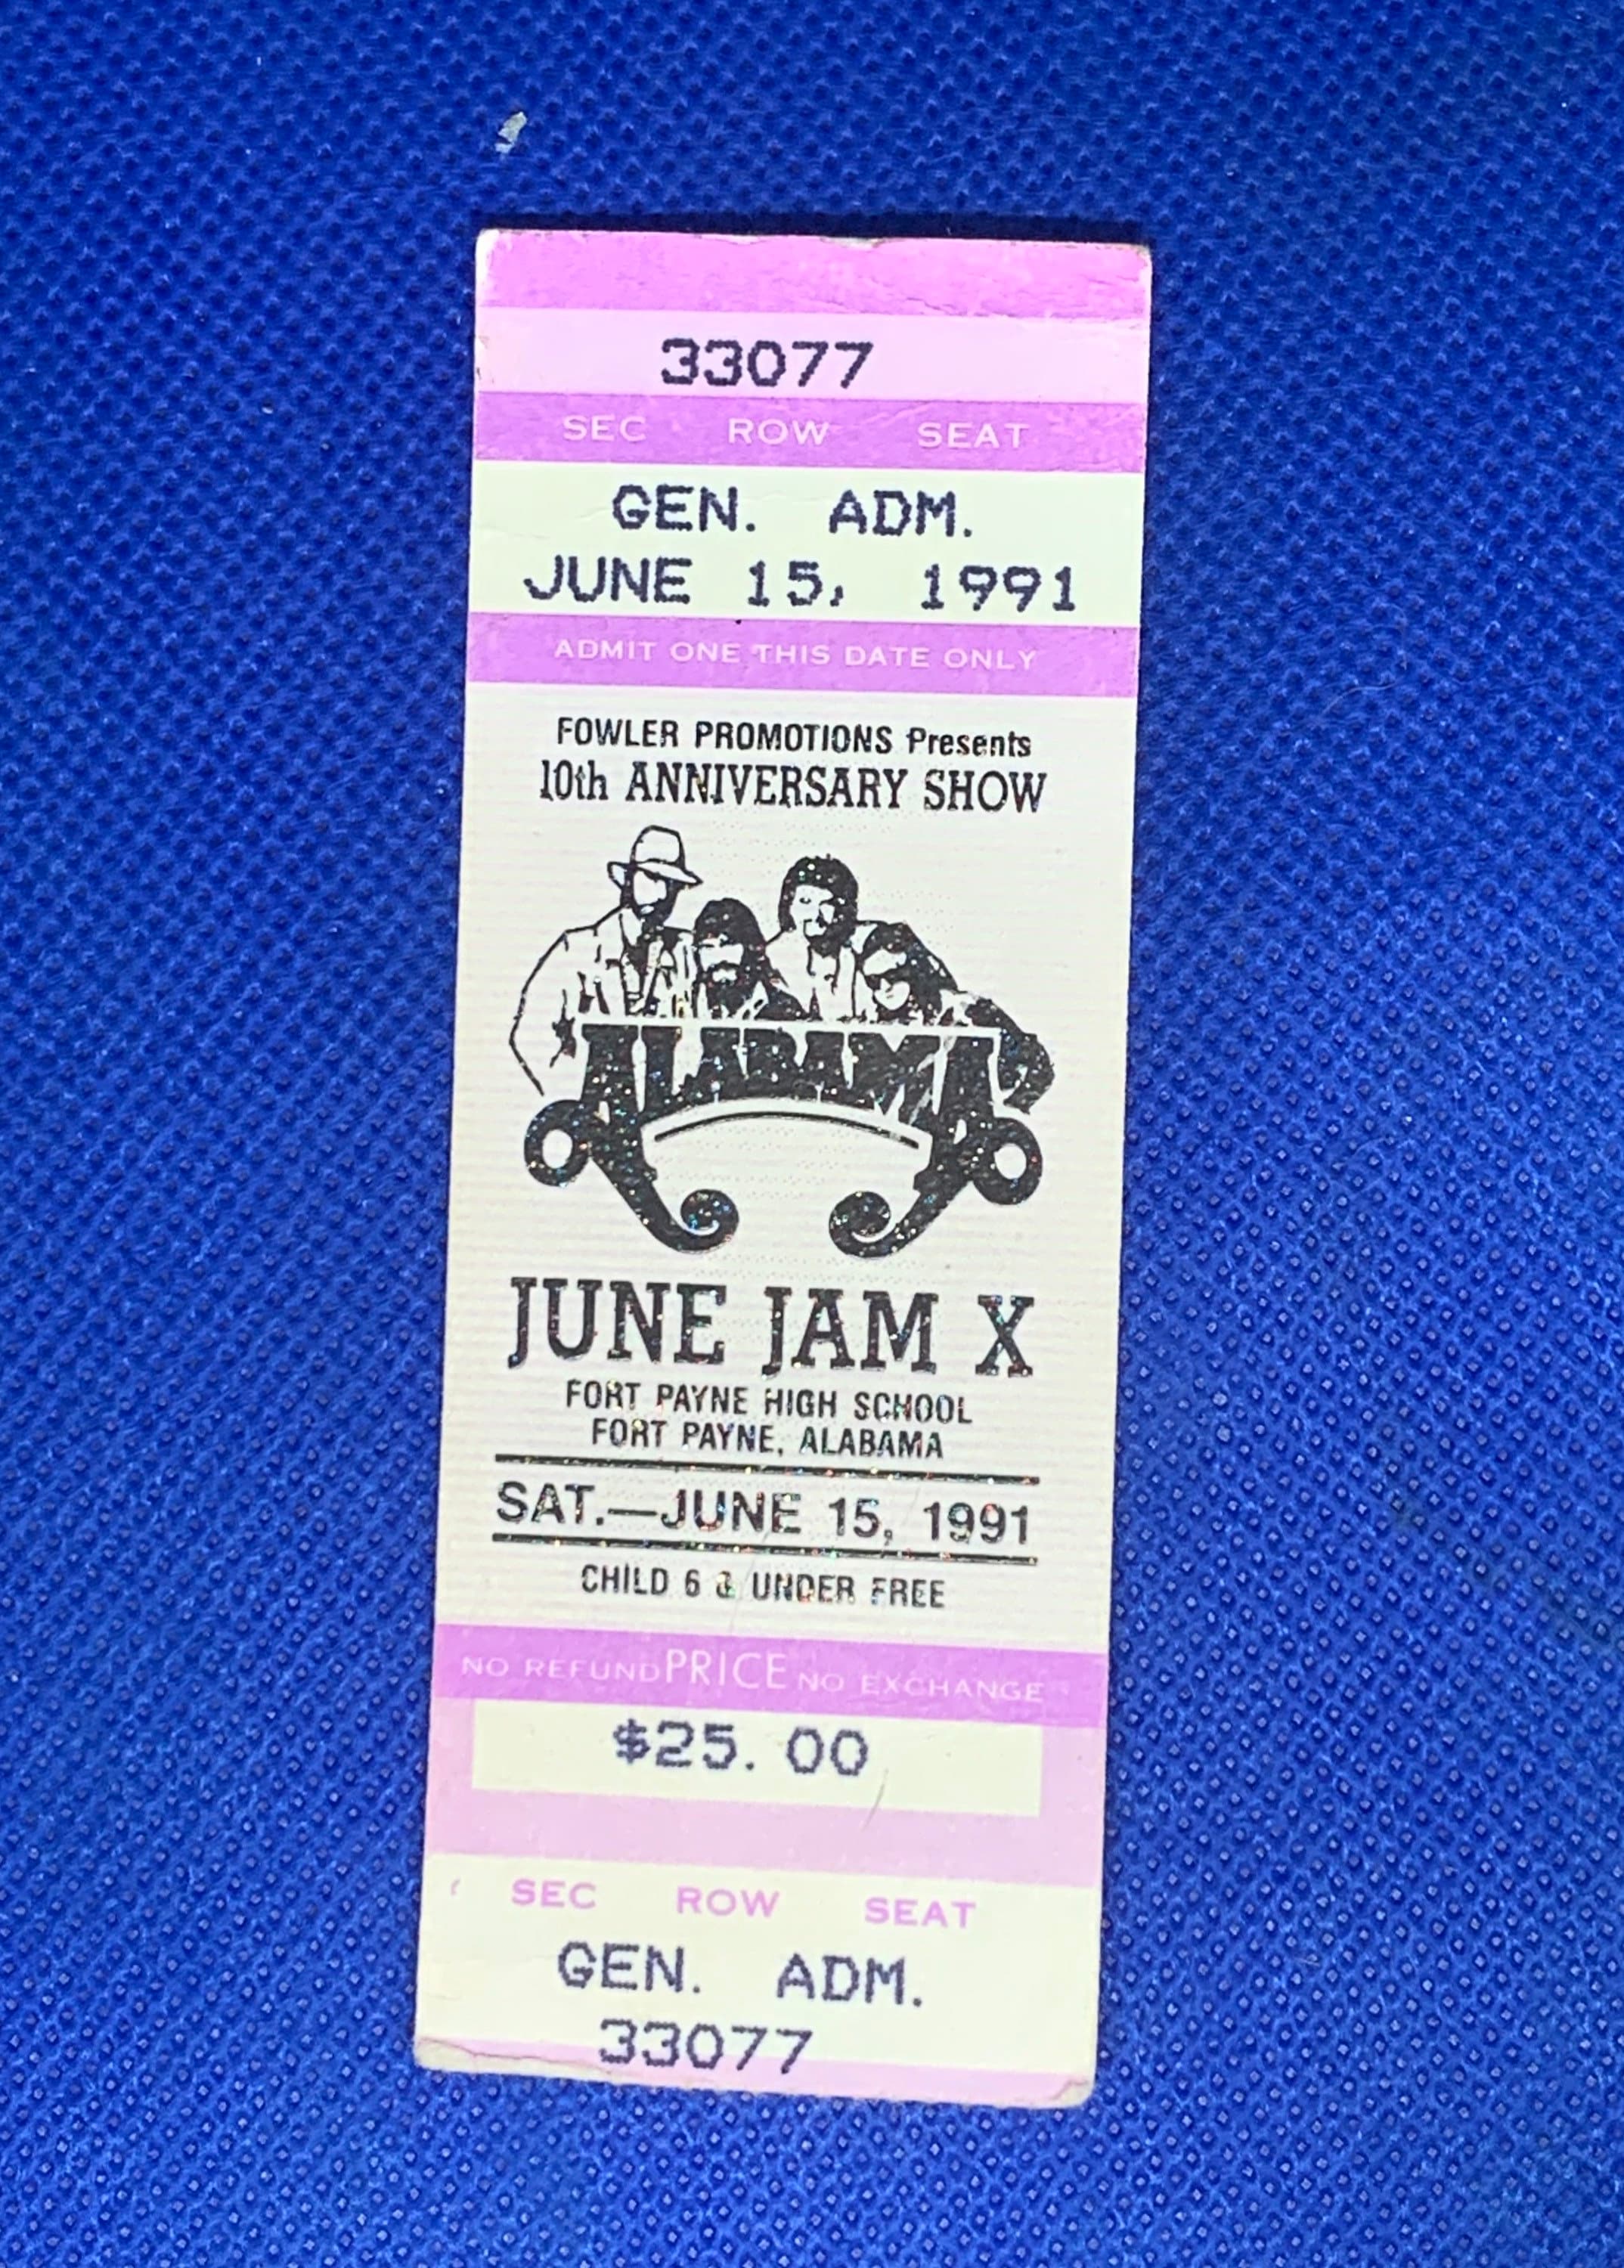 33077
SEC ROW SEAT
GEN. ADM.
JUNE 15, 1991
ADMIT ONE THIS DATE ONLY
FOWLER PROMOTIONS Presents
10th ANNIVERSARY SHOW
ALABAMA
JUNE JAM X
FORT PAYNE HIGH SCHOOL
FORT PAYNE, ALABAMA
SAT.—JUNE 15, 1991
CHILD 6 & UNDER FREE
NO REFUND PRICE NO EXCHANGE
$25.00
SEC ROW SEAT
GEN. ADM.
33077